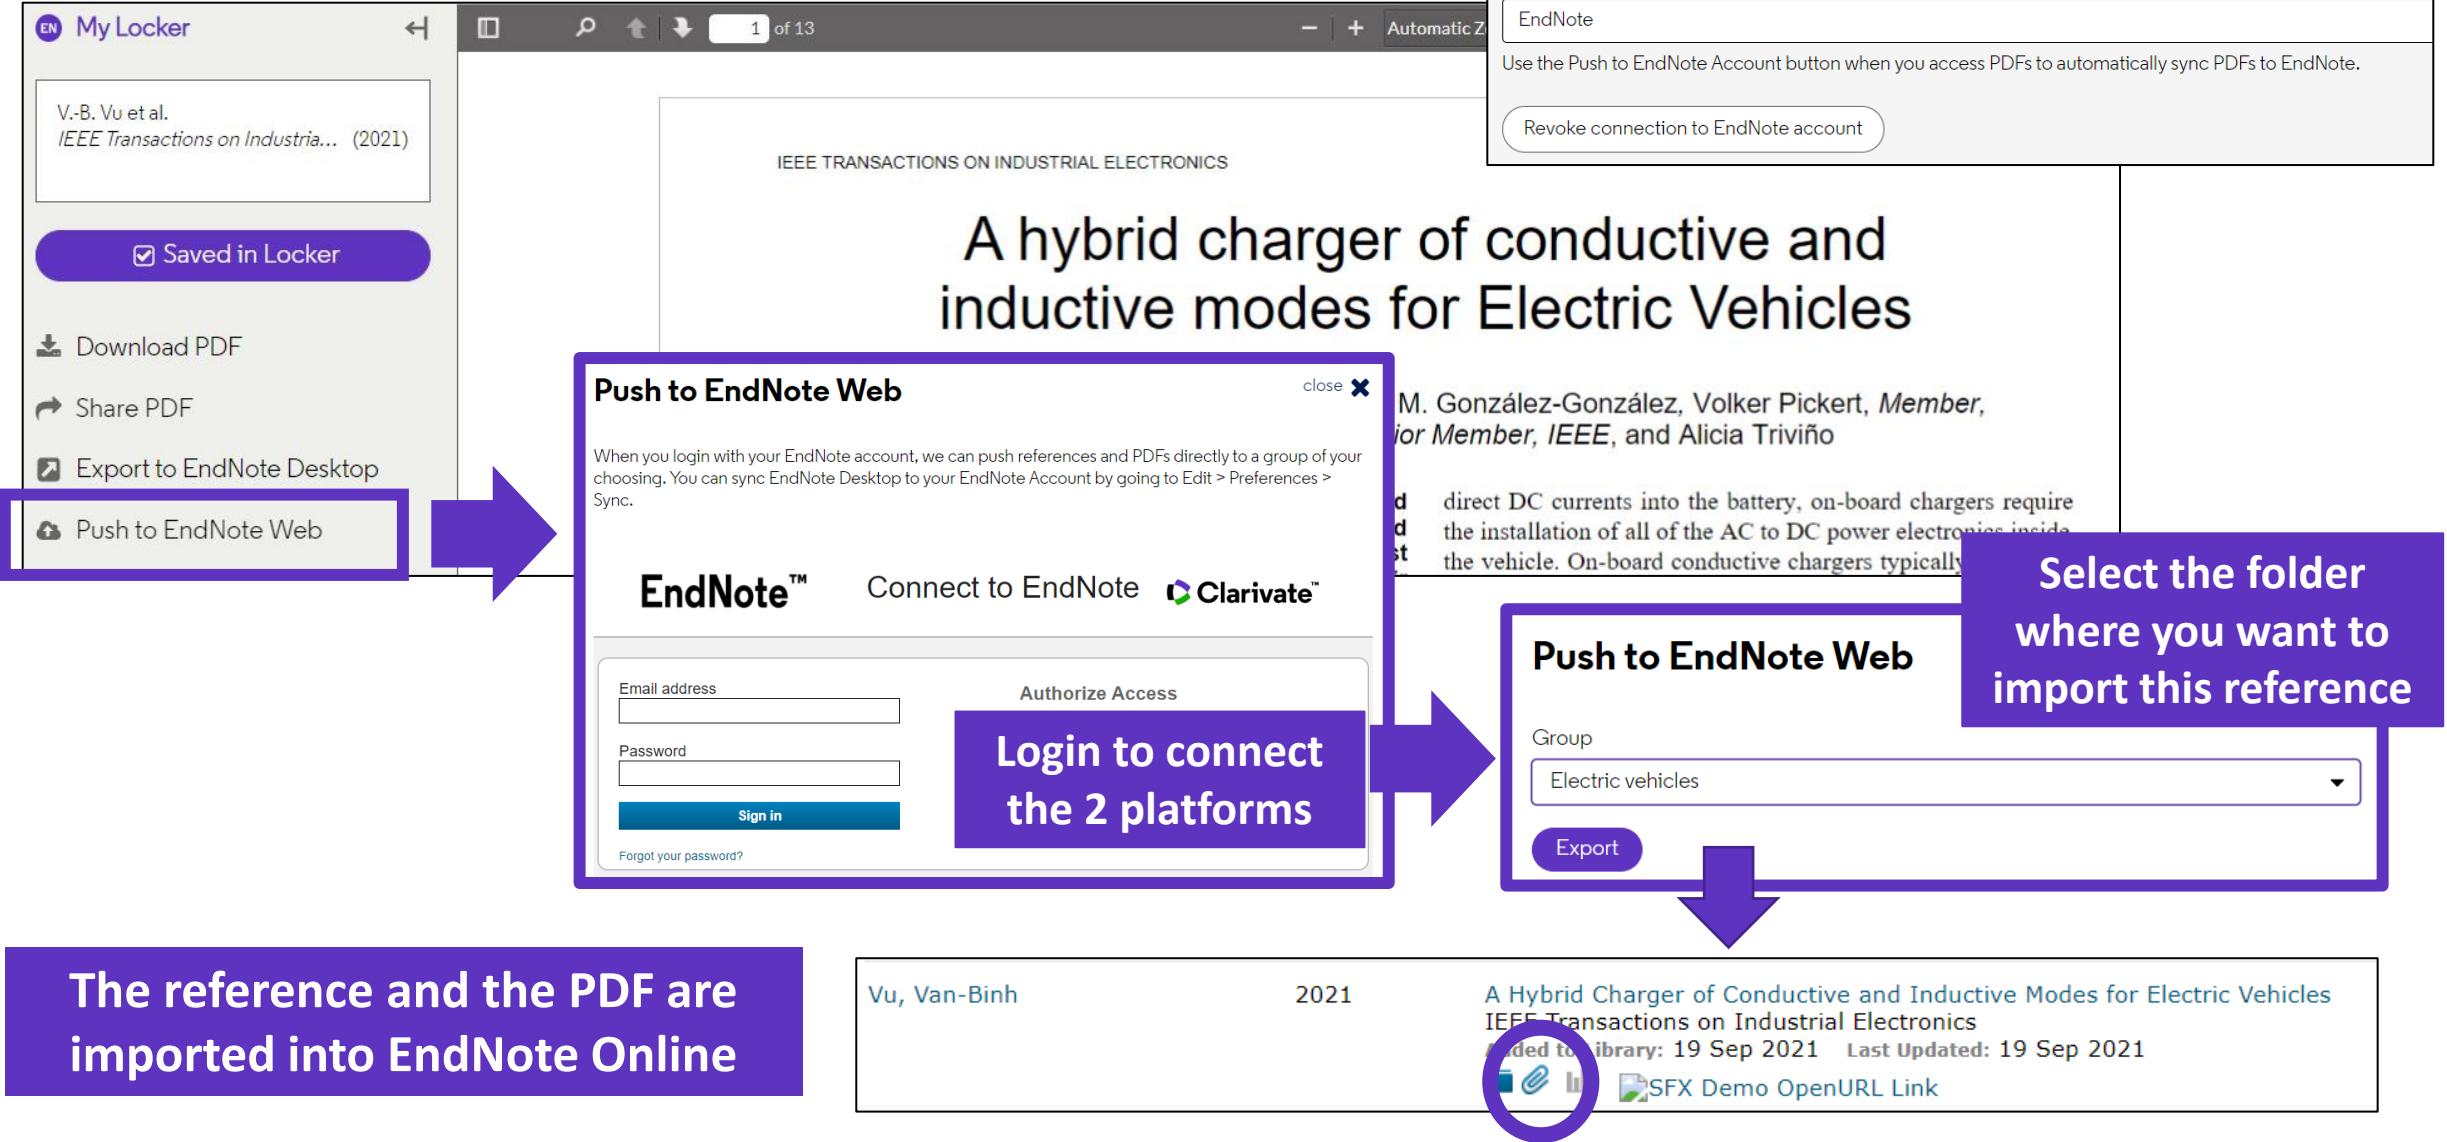 EN My Locker
1 of 13
Automatic
EndNote
Use the Push to EndNote Account button when you access PDFs to automatically sync PDFs to EndNote.
Revoke connection to EndNote account
V.-B. Vu et al.
IEEE Transactions on Industria... (2021)
Saved in Locker
Download PDF
Share PDF
Export to EndNote Desktop
Push to EndNote Web
IEEE TRANSACTIONS ON INDUSTRIAL ELECTRONICS
A hybrid charger of conductive and
inductive modes for Electric Vehicles
M. González-González, Volker Pickert, Member,
Member, IEEE, and Alicia Triviño
direct DC currents into the battery, on-board chargers require
the installation of all of the AC to DC power electronics inside
the vehicle. On-board conductive chargers typically
Push to EndNote Web
close
When you login with your EndNote account, we can push references and PDFs directly to a group of your
choosing. You can sync EndNote Desktop to your EndNote Account by going to Edit > Preferences >
Sync.
EndNote™ Connect to EndNote Clarivate™
Email address
Authorize Access
Password
Sign in
Forgot your password?
Login to connect
the 2 platforms
Select the folder
where you want to
import this reference
Push to EndNote Web
Group
Electric vehicles
Export
The reference and the PDF are
imported into EndNote Online
Vu, Van-Binh 2021 A Hybrid Charger of Conductive and Inductive Modes for Electric Vehicles
IEEE Transactions on Industrial Electronics
Added to Library: 19 Sep 2021 Last Updated: 19 Sep 2021
SFX Demo OpenURL Link